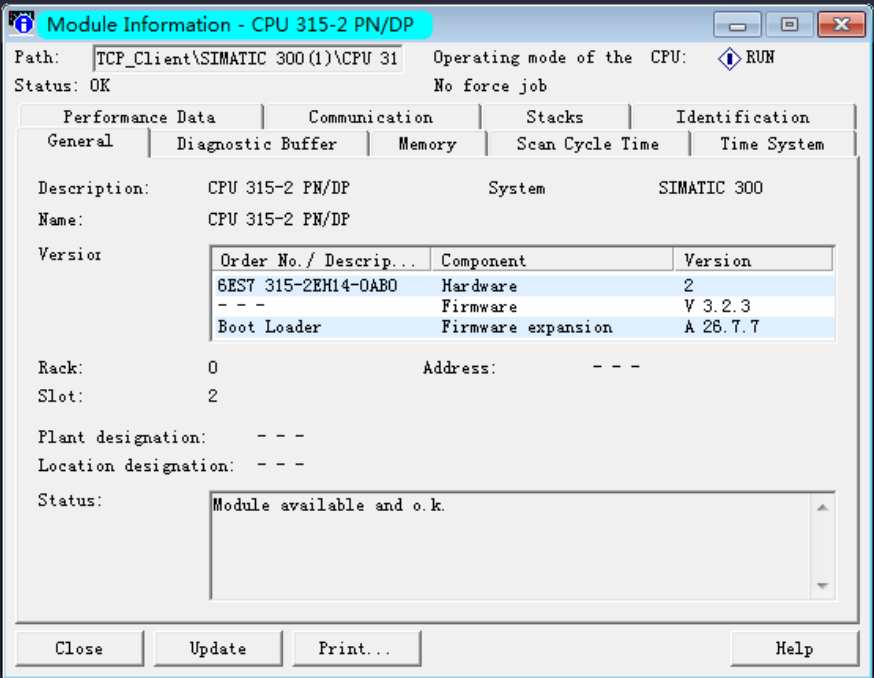 Module Information - CPU 315-2 PN/DP
Path: TCP_Client\SIMATIC 300(1)\CPU 31 Operating mode of the CPU: RUN
Status: OK No force job
Performance Data Communication Stacks Identification
General Diagnostic Buffer Memory Scan Cycle Time Time System
Description: CPU 315-2 PN/DP System SIMATIC 300
Name: CPU 315-2 PN/DP
Version
Order No./ Descrip... Component Version
6ES7 315-2EH14-0AB0 Hardware 2
- - - Firmware V 3.2.3
Boot Loader Firmware expansion A 26.7.7
Rack: 0 Address: - - -
Slot: 2
Plant designation: - - -
Location designation: - - -
Status: Module available and o.k.
Close Update Print... Help